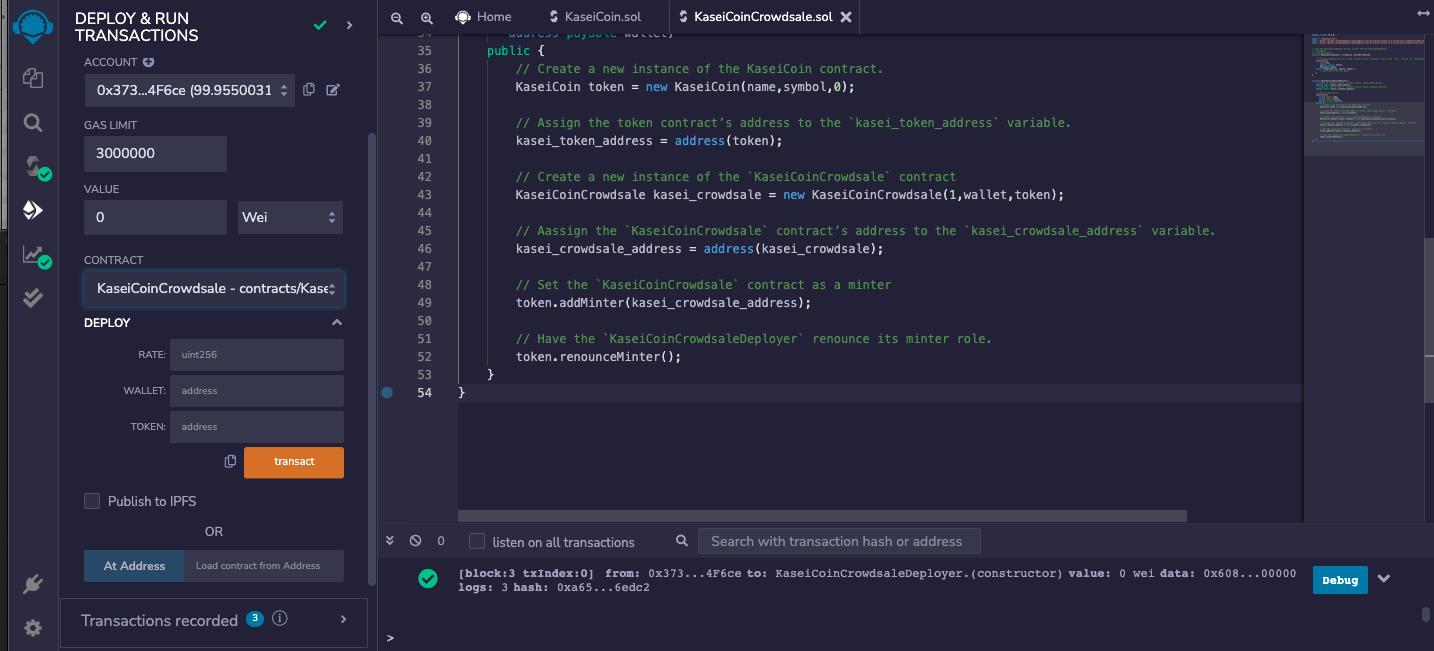 DEPLOY & RUN
TRANSACTIONS
ACCOUNT
0x373...4F6ce (99.9550031
GAS LIMIT
3000000
VALUE
0
Wei
CONTRACT
KaseiCoinCrowdsale - contracts/Kase
DEPLOY
RATE: uint256
WALLET: address
TOKEN: address
transact
Publish to IPFS
OR
At Address Load contract from Address
Transactions recorded 3 i
Home KaseiCoin.sol KaseiCoinCrowdsale.sol
34 address payable wallet)
35 public {
36 // Create a new instance of the KaseiCoin contract.
37 KaseiCoin token = new KaseiCoin(name,symbol,0);
38
39 // Assign the token contract’s address to the `kasei_token_address` variable.
40 kasei_token_address = address(token);
41
42 // Create a new instance of the `KaseiCoinCrowdsale` contract
43 KaseiCoinCrowdsale kasei_crowdsale = new KaseiCoinCrowdsale(1,wallet,token);
44
45 // Aassign the `KaseiCoinCrowdsale` contract’s address to the `kasei_crowdsale_address` variable.
46 kasei_crowdsale_address = address(kasei_crowdsale);
47
48 // Set the `KaseiCoinCrowdsale` contract as a minter
49 token.addMinter(kasei_crowdsale_address);
50
51 // Have the `KaseiCoinCrowdsaleDeployer` renounce its minter role.
52 token.renounceMinter();
53 }
54 }
0 listen on all transactions Search with transaction hash or address
[block:3 txIndex:0] from: 0x373...4F6ce to: KaseiCoinCrowdsaleDeployer.(constructor) value: 0 wei data: 0x608...00000
logs: 3 hash: 0xa65...6edc2
Debug
>